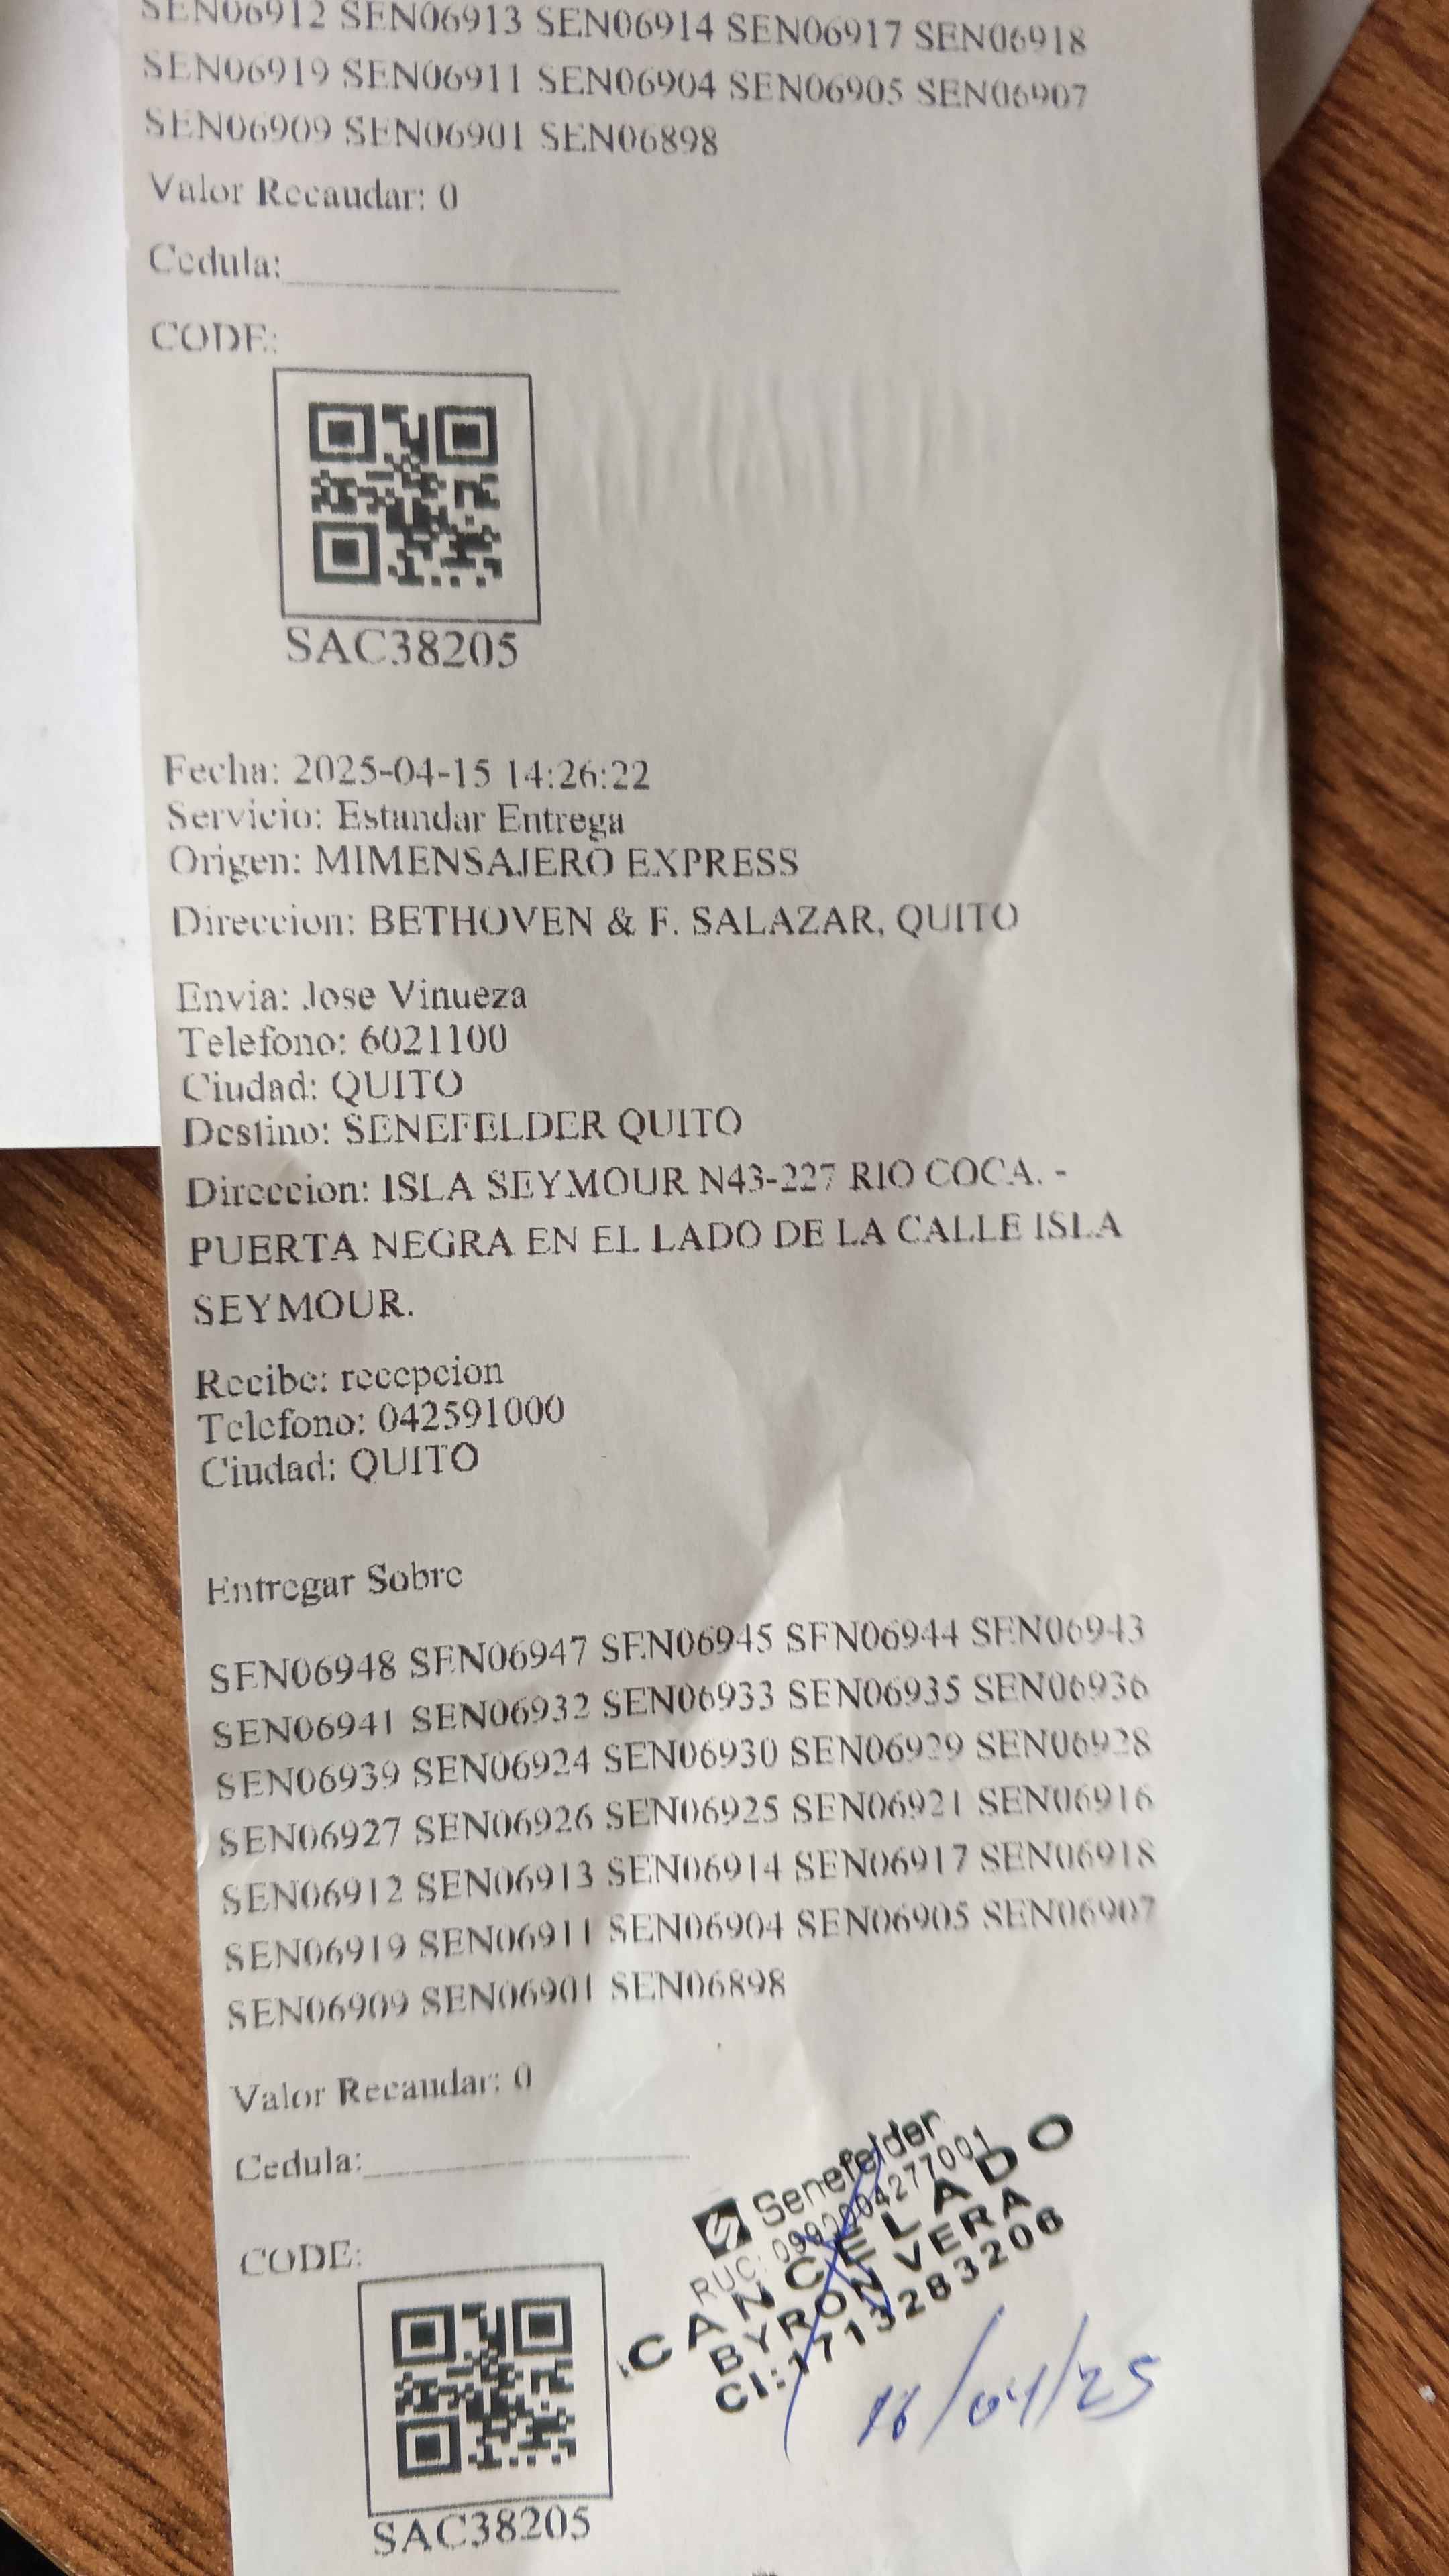 SEN06912 SEN06913 SEN06914 SEN06917 SEN06918
SEN06919 SEN06911 SEN06904 SEN06905 SEN06907
SEN06909 SEN06901 SEN06898
Valor Recaudar: 0
Cedula:
CODE:
SAC38205
Fecha: 2025-04-15 14:26:22
Servicio: Estandar Entrega
Origen: MIMENSAJERO EXPRESS
Direccion: BETHOVEN & F. SALAZAR, QUITO
Envia: Jose Vinueza
Telefono: 6021100
Ciudad: QUITO
Destino: SENEFELDER QUITO
Direccion: ISLA SEYMOUR N43-227 RIO COCA. -
PUERTA NEGRA EN EL LADO DE LA CALLE ISLA
SEYMOUR.
Recibe: recepcion
Telefono: 042591000
Ciudad: QUITO
Entregar Sobre
SEN06948 SEN06947 SEN06945 SEN06944 SEN06943
SEN06941 SEN06932 SEN06933 SEN06935 SEN06936
SEN06939 SEN06924 SEN06930 SEN06929 SEN06928
SEN06927 SEN06926 SEN06925 SEN06921 SEN06916
SEN06912 SEN06913 SEN06914 SEN06917 SEN06918
SEN06919 SEN06911 SEN06904 SEN06905 SEN06907
SEN06909 SEN06901 SEN06898
Valor Recaudar: 0
Cedula:
CODE:
SAC38205
Senefelder
RUC:
CANCELADO
BYRON VERA
CI:1713283206
16/04/25